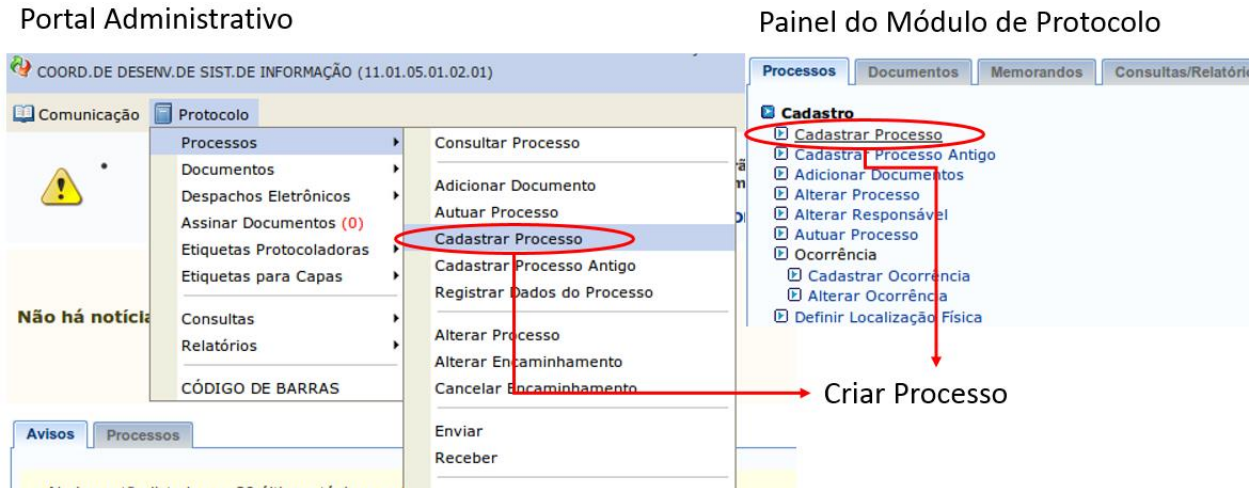 Portal Administrativo
Painel do Módulo de Protocolo
COORD.DE DESENV.DE SIST.DE INFORMAÇÃO (11.01.05.01.02.01)
Comunicação
Protocolo
Processos
Documentos
Despachos Eletrônicos
Assinar Documentos (0)
Etiquetas Protocoladoras
Etiquetas para Capas
Consultas
Relatórios
CÓDIGO DE BARRAS
Consultar Processo
Adicionar Documento
Autuar Processo
Cadastrar Processo
Cadastrar Processo Antigo
Registrar Dados do Processo
Alterar Processo
Alterar Encaminhamento
Cancelar Encaminhamento
Enviar
Receber
Não há
Avisos
Processos
Processos
Documentos
Memorandos
Cadastro
Cadastrar Processo
Cadastrar Processo Antigo
Adicionar Documentos
Alterar Processo
Alterar Responsável
Autuar Processo
Ocorrência
Cadastrar Ocorrência
Alterar Ocorrência
Definir Localização Física
Criar Processo